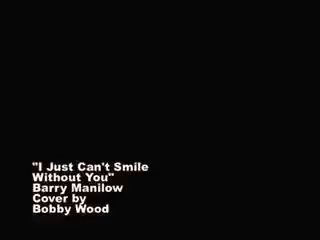 "I Just Can't Smile
Without You"
Barry Manilow
Cover by
Bobby Wood